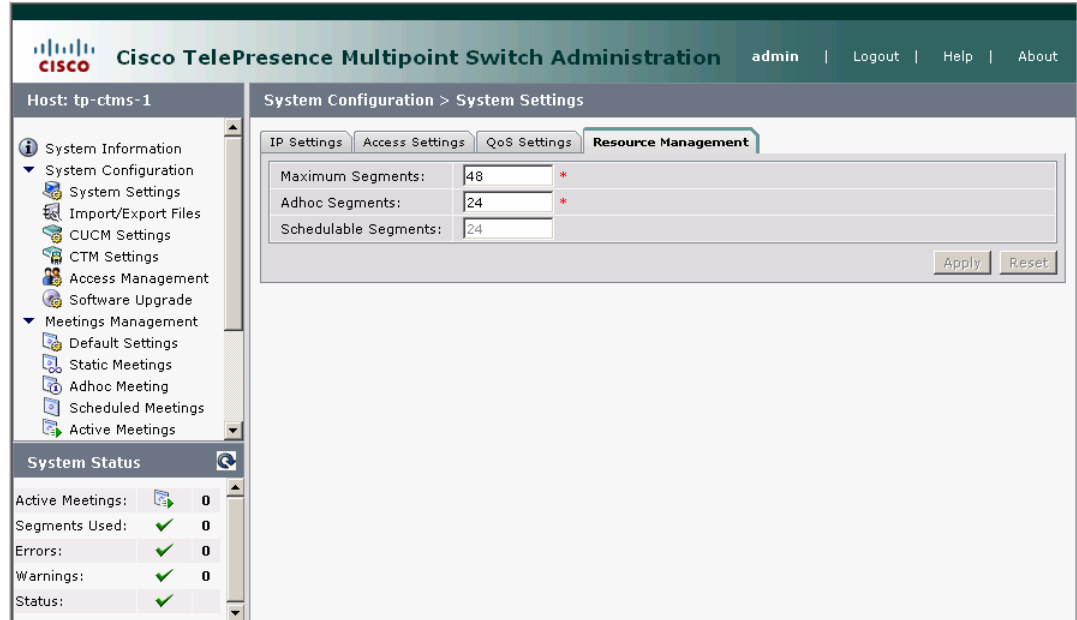 CISCO
Cisco TelePresence Multipoint Switch Administration
admin | Logout | Help | About
Host: tp-ctms-1
System Configuration > System Settings
System Information
System Configuration
System Settings
Import/Export Files
CUCM Settings
CTM Settings
Access Management
Software Upgrade
Meetings Management
Default Settings
Static Meetings
Adhoc Meeting
Scheduled Meetings
Active Meetings
IP Settings Access Settings QoS Settings Resource Management
Maximum Segments: 48 *
Adhoc Segments: 24 *
Schedulable Segments: 24
Apply Reset
System Status
Active Meetings: 0
Segments Used: 0
Errors: 0
Warnings: 0
Status: